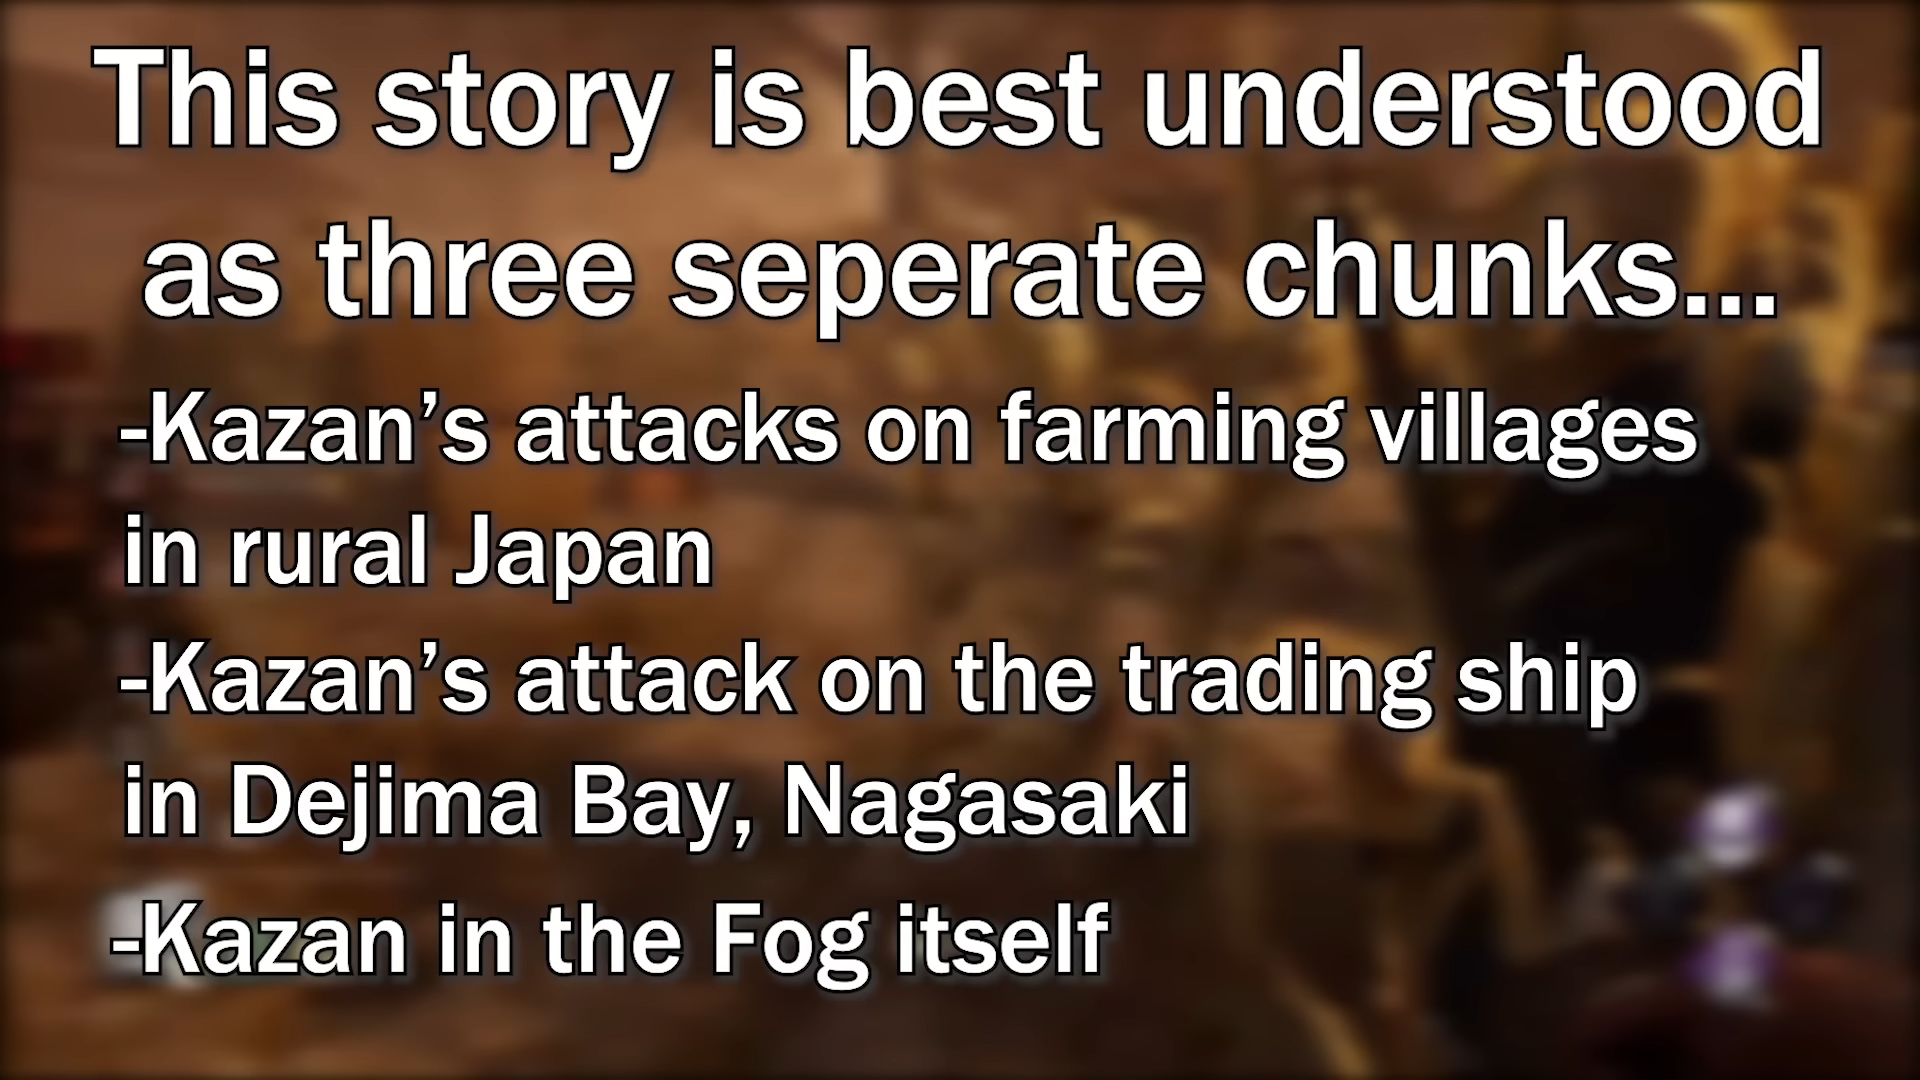 This story is best understood
as three seperate chunks...
-Kazan’s attacks on farming villages
in rural Japan
-Kazan’s attack on the trading ship
in Dejima Bay, Nagasaki
-Kazan in the Fog itself